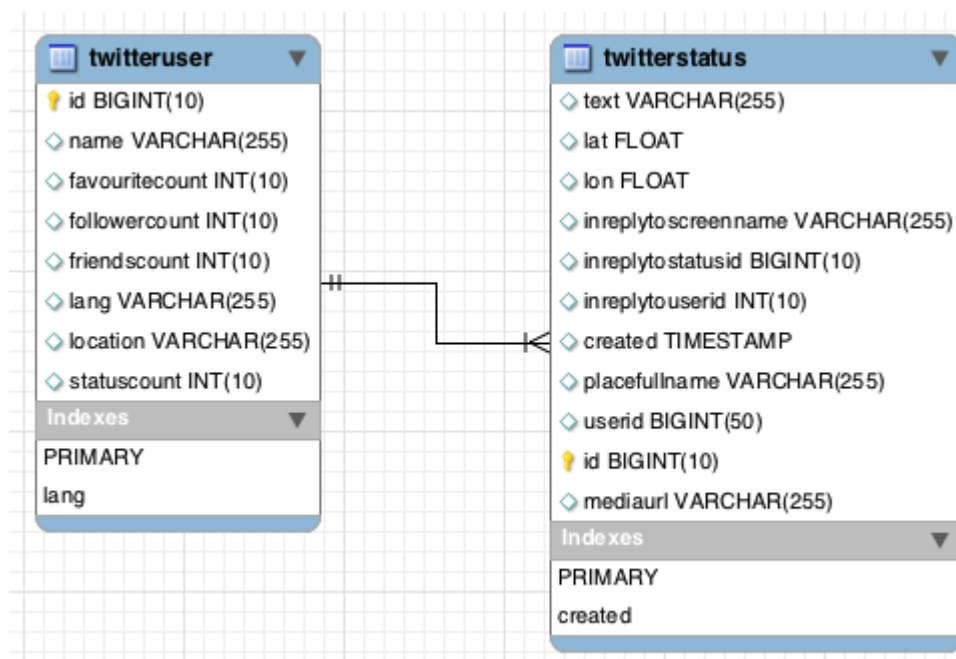 twitteruser
id BIGINT(10)
name VARCHAR(255)
favouritecount INT(10)
followercount INT(10)
friendscount INT(10)
lang VARCHAR(255)
location VARCHAR(255)
statuscount INT(10)
Indexes
PRIMARY
lang
twitterstatus
text VARCHAR(255)
lat FLOAT
lon FLOAT
inreplytoscreenname VARCHAR(255)
inreplytostatusid BIGINT(10)
inreplytouserid INT(10)
created TIMESTAMP
placefullname VARCHAR(255)
userid BIGINT(50)
id BIGINT(10)
mediaurl VARCHAR(255)
Indexes
PRIMARY
created